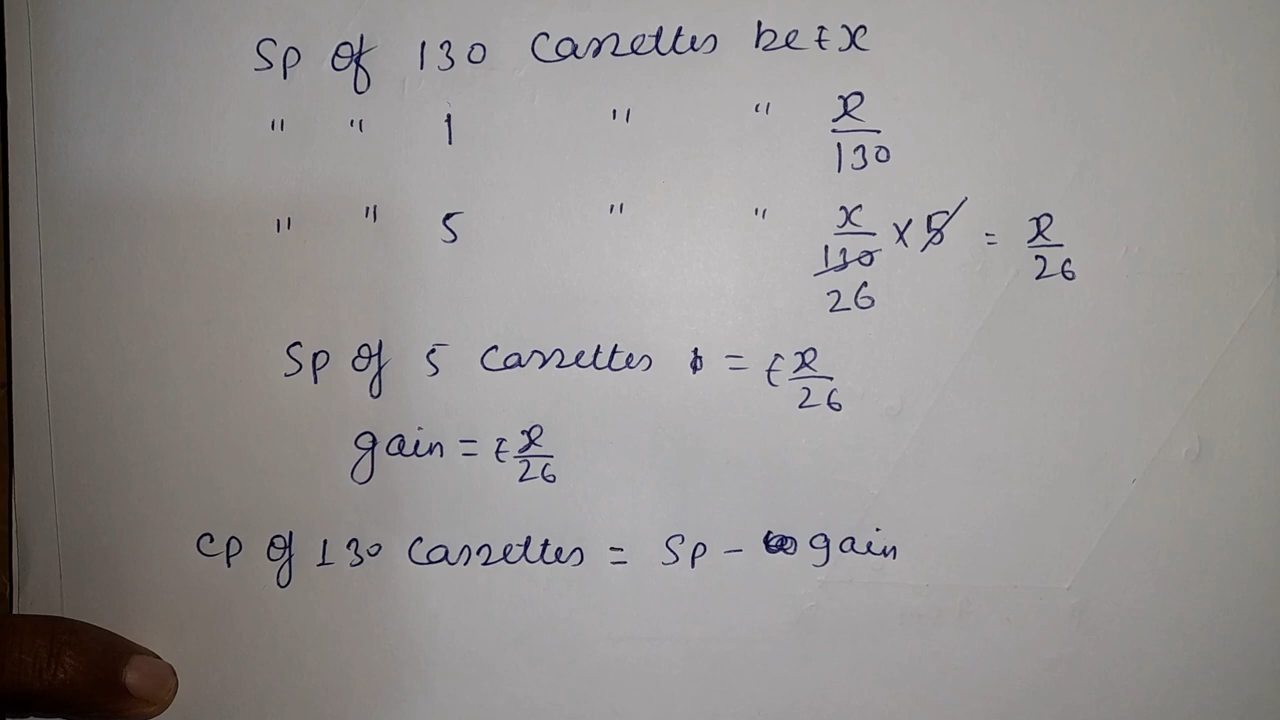 SP of 130 Cassettes be ₹ x
" " 1 " " x/130
" " 5 " " x/130 26 × 5 = x/26
SP of 5 Cassettes = ₹ x/26
gain = ₹ x/26
CP of 130 Cassettes = SP - gain